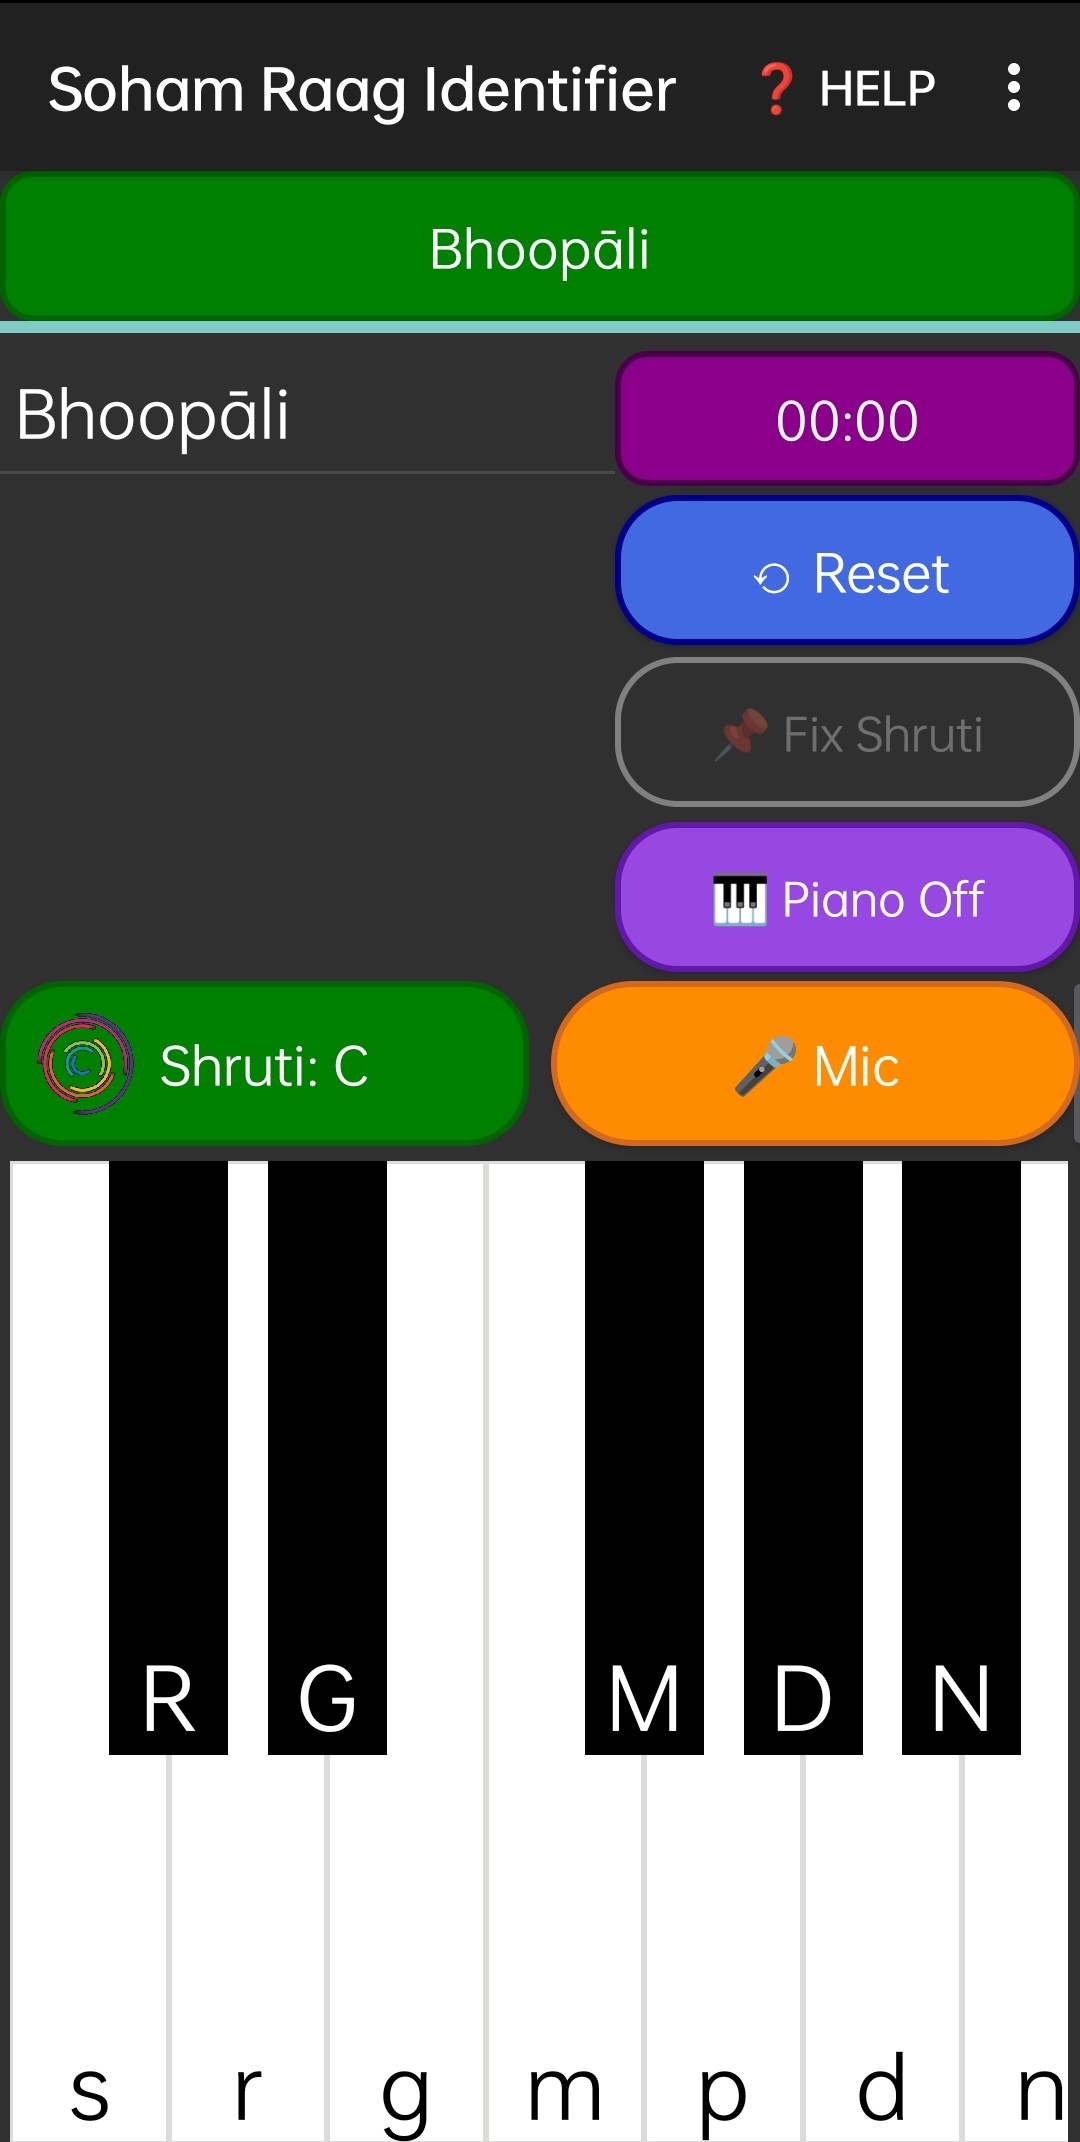 Soham Raag Identifier ❓ HELP
Bhoopāli
Bhoopāli
00:00
Reset
Fix Shruti
Piano Off
Shruti: C
Mic
R G M D N
s r g m p d n